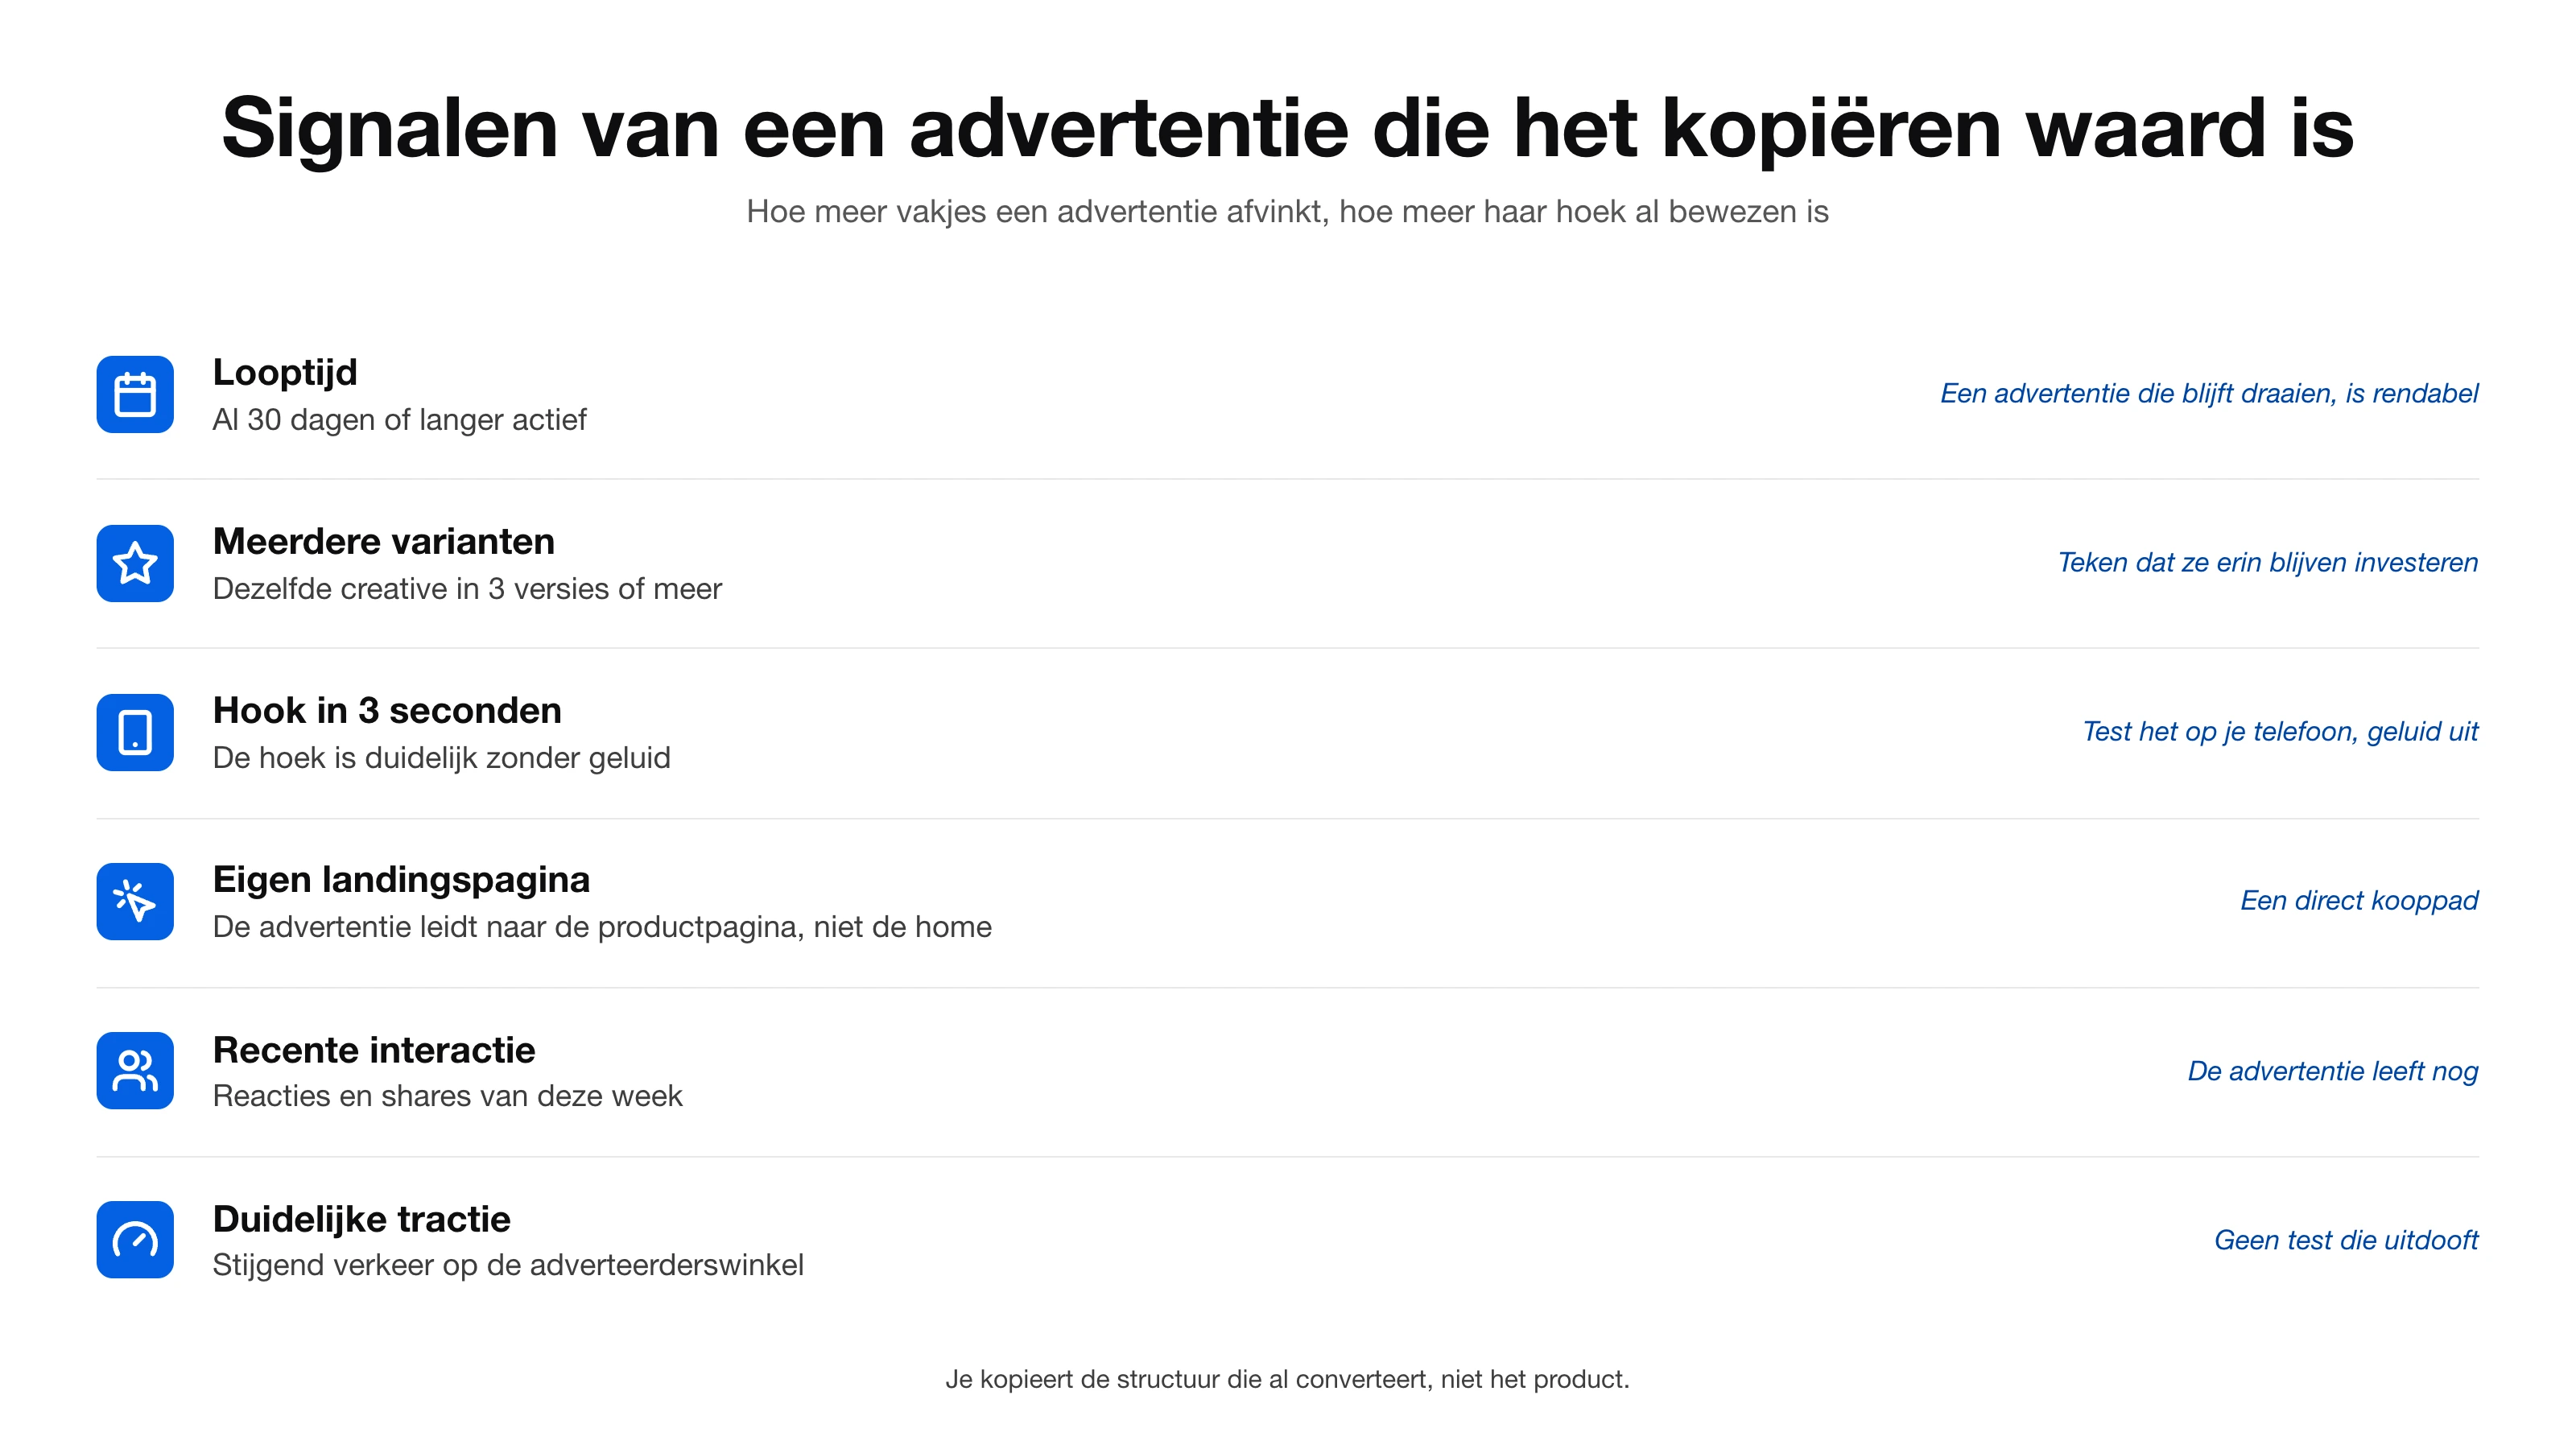 Signalen van een advertentie die het kopiëren waard is
Hoe meer vakjes een advertentie afvinkt, hoe meer haar hoek al bewezen is
Looptijd
Al 30 dagen of langer actief
Een advertentie die blijft draaien, is rendabel
Meerdere varianten
Dezelfde creative in 3 versies of meer
Teken dat ze erin blijven investeren
Hook in 3 seconden
De hoek is duidelijk zonder geluid
Test het op je telefoon, geluid uit
Eigen landingspagina
De advertentie leidt naar de productpagina, niet de home
Een direct kooppad
Recente interactie
Reacties en shares van deze week
De advertentie leeft nog
Duidelijke tractie
Stijgend verkeer op de adverteerderswinkel
Geen test die uitdooft
Je kopieert de structuur die al converteert, niet het product.